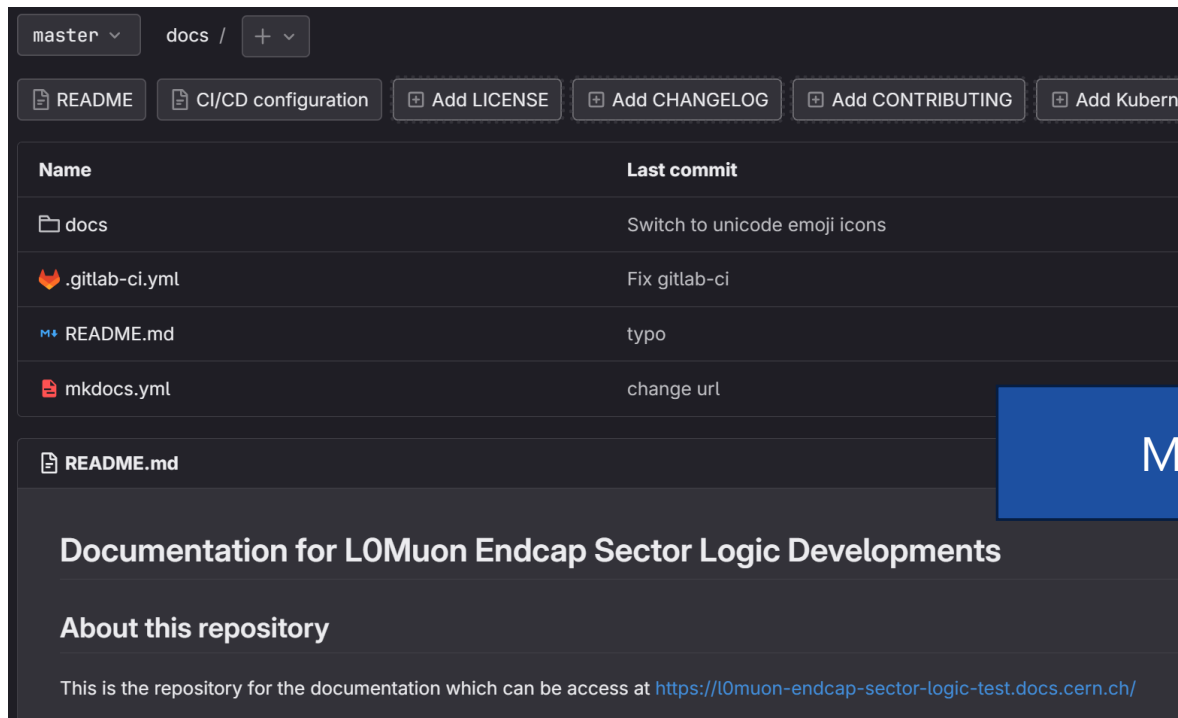 master docs / +
README CI/CD configuration Add LICENSE Add CHANGELOG Add CONTRIBUTING Add Kubern
Name Last commit
docs Switch to unicode emoji icons
.gitlab-ci.yml Fix gitlab-ci
README.md typo
mkdocs.yml change url
M
README.md
Documentation for L0Muon Endcap Sector Logic Developments
About this repository
This is the repository for the documentation which can be access at https://l0muon-endcap-sector-logic-test.docs.cern.ch/